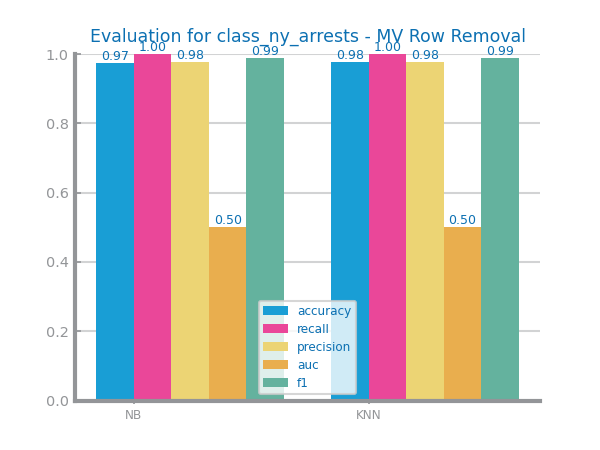 Evaluation for class_ny_arrests - MV Row Removal
0.97 1.00 0.98 0.50 0.99 0.98 1.00 0.98 0.50 0.99
1.0
0.8
0.6
0.4
0.2
0.0
accuracy
recall
precision
auc
f1
NB KNN